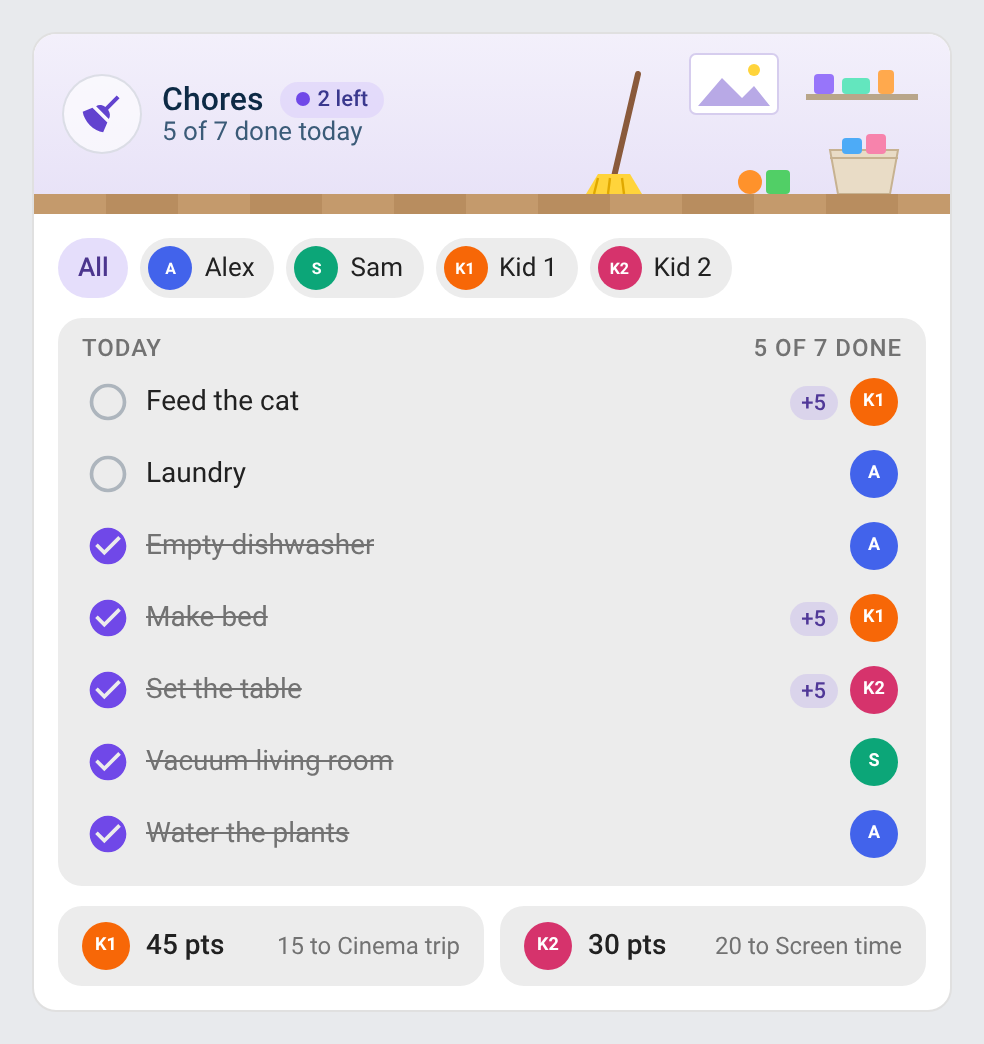 Chores 2 left
5 of 7 done today
All A Alex S Sam K1 Kid 1 K2 Kid 2
TODAY 5 OF 7 DONE
Feed the cat +5 K1
Laundry A
Empty dishwasher A
Make bed +5 K1
Set the table +5 K2
Vacuum living room S
Water the plants A
K1 45 pts 15 to Cinema trip K2 30 pts 20 to Screen time